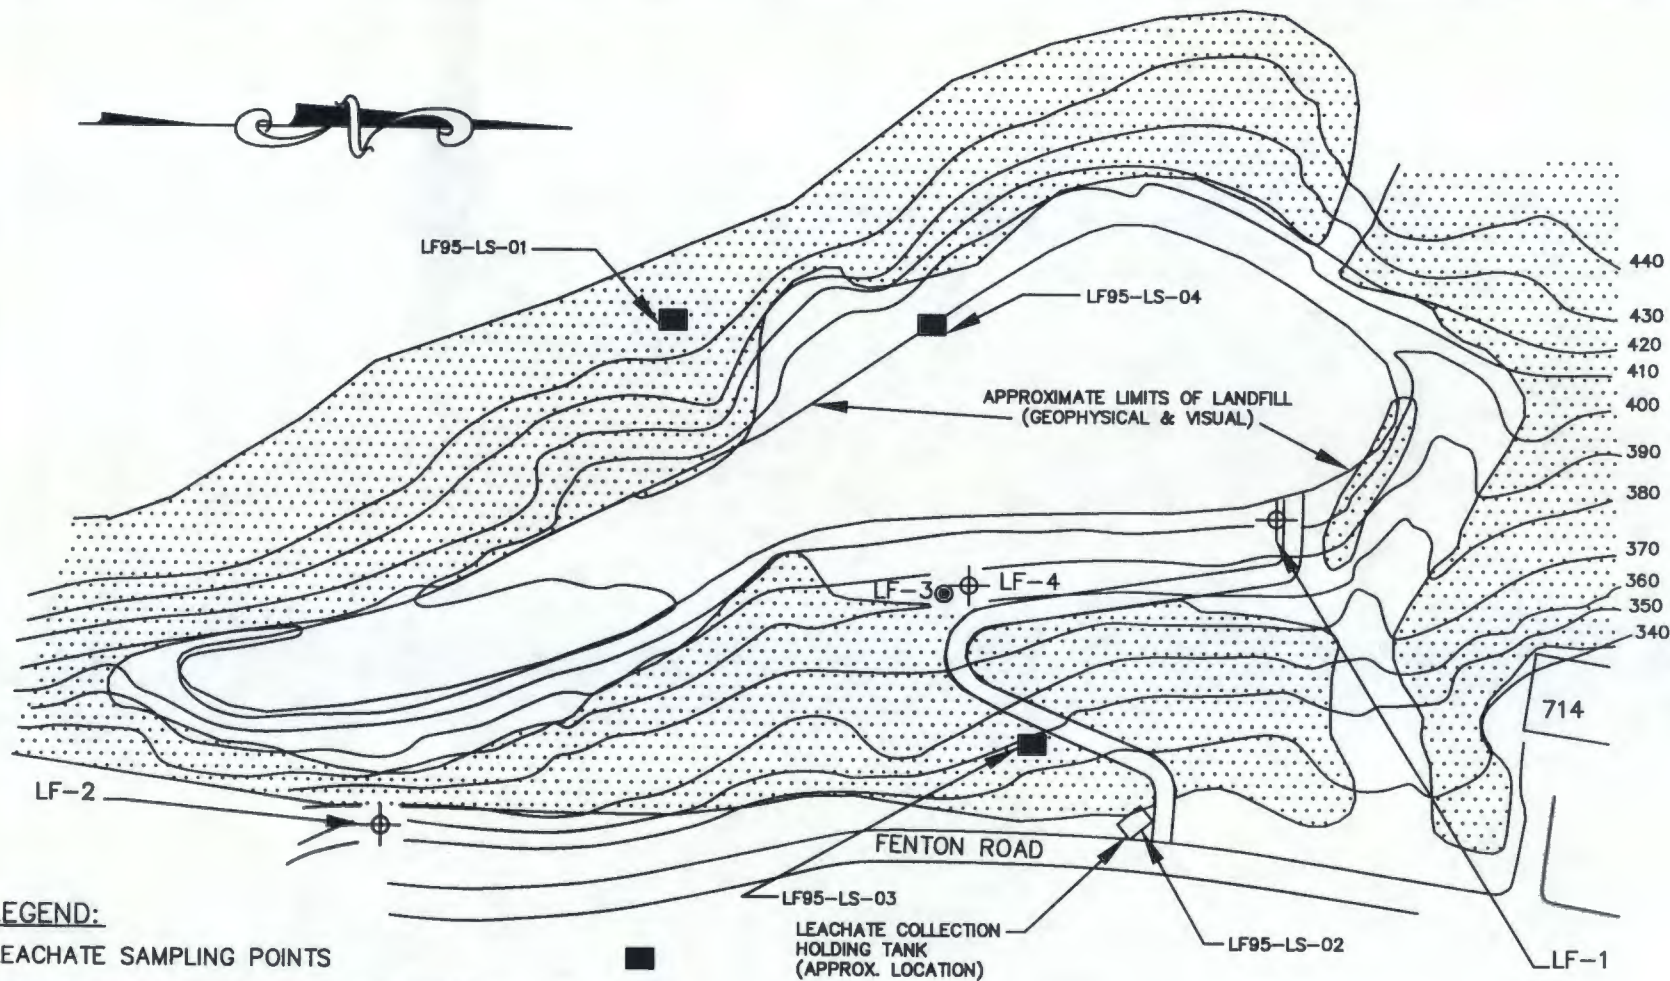 LF95-LS-01
LF95-LS-04
440
430
420
410
400
390
380
370
360
350
340
APPROXIMATE LIMITS OF LANDFILL
(GEOPHYSICAL & VISUAL)
LF-3
LF-4
714
LF-2
FENTON ROAD
LF95-LS-03
LEACHATE COLLECTION
HOLDING TANK
(APPROX. LOCATION)
LF95-LS-02
LF-1
EGEND:
EACHATE SAMPLING POINTS